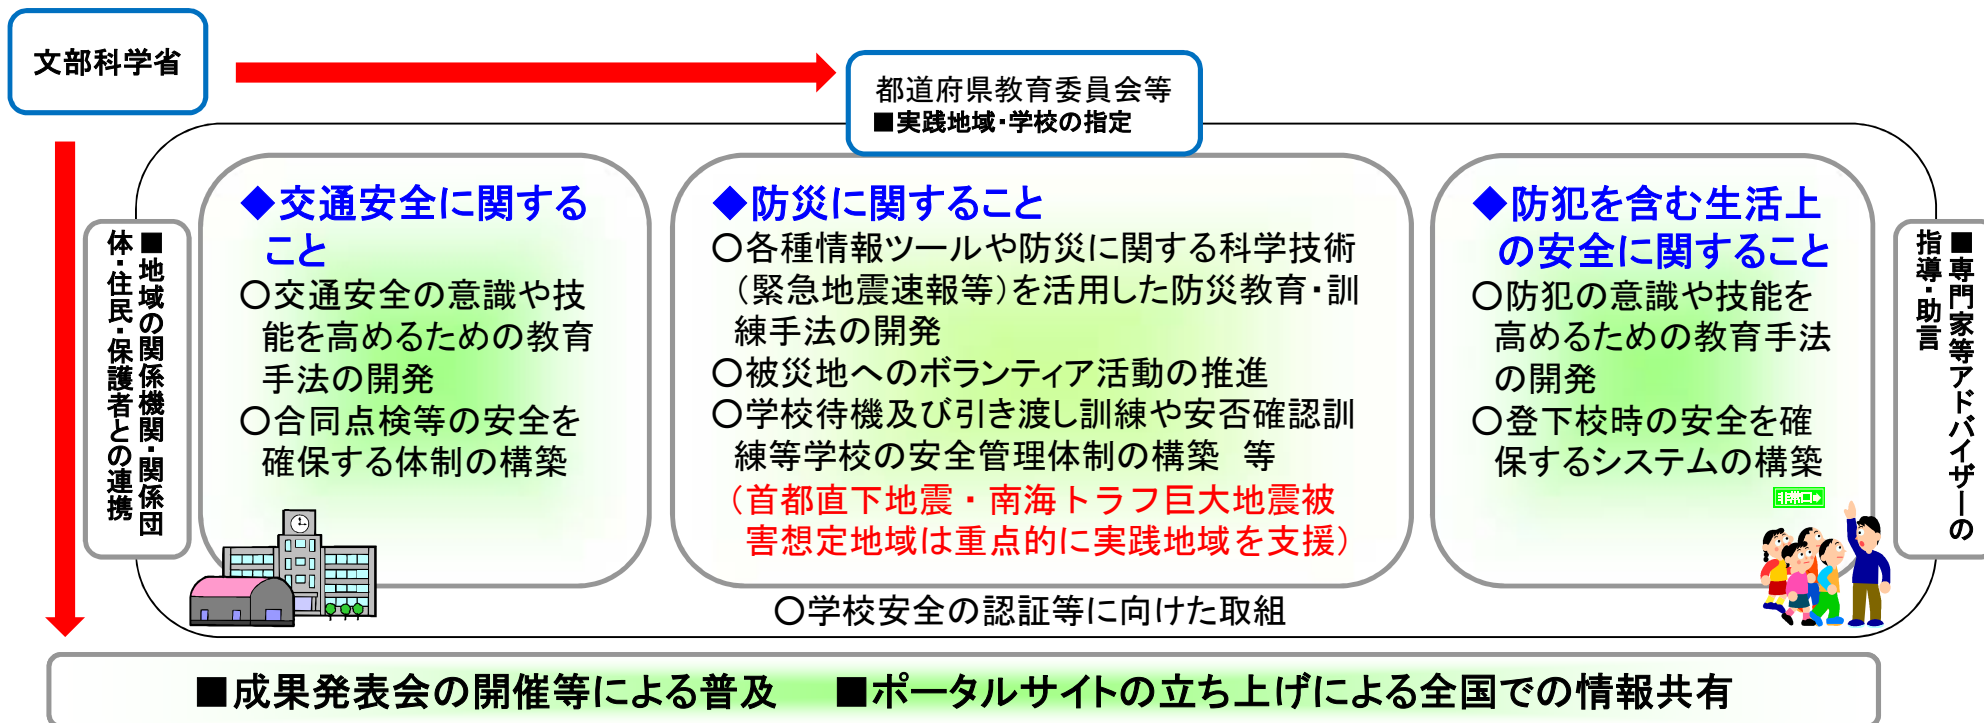 文部科学省
都道府県教育委員会等
■実践地域・学校の指定
■地域の関係機関・関係団
体・住民・保護者との連携
◆交通安全に関する
こと
○交通安全の意識や技
能を高めるための教育
手法の開発
○合同点検等の安全を
確保する体制の構築
◆防災に関すること
○各種情報ツールや防災に関する科学技術
（緊急地震速報等）を活用した防災教育・訓
練手法の開発
○被災地へのボランティア活動の推進
○学校待機及び引き渡し訓練や安否確認訓
練等学校の安全管理体制の構築　等
（首都直下地震・南海トラフ巨大地震被
害想定地域は重点的に実践地域を支援）
◆防犯を含む生活上
の安全に関すること
○防犯の意識や技能を
高めるための教育手法
の開発
○登下校時の安全を確
保するシステムの構築
非常口
■専門家等アドバイザーの
指導・助言
○学校安全の認証等に向けた取組
■成果発表会の開催等による普及　■ポータルサイトの立ち上げによる全国での情報共有